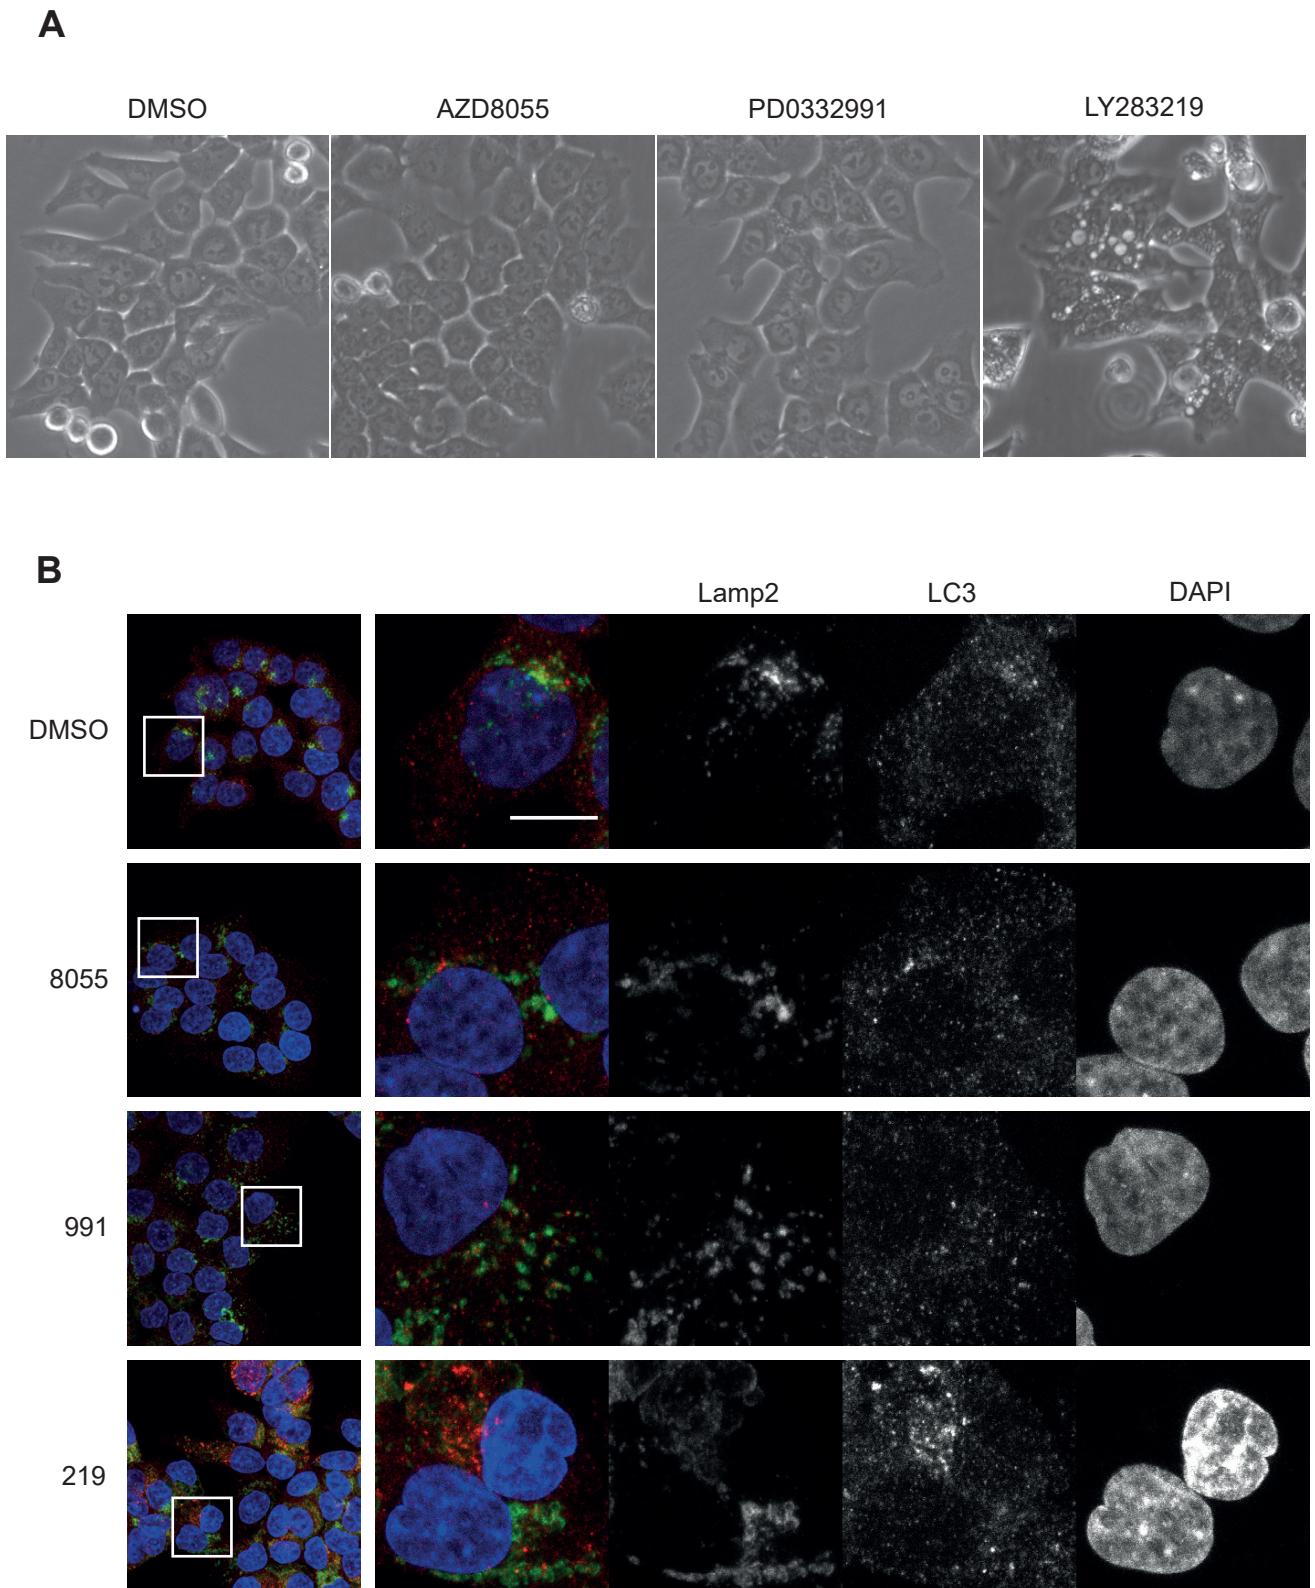 A
DMSO AZD8055 PD0332991 LY283219
B
Lamp2 LC3 DAPI
DMSO
8055
991
219